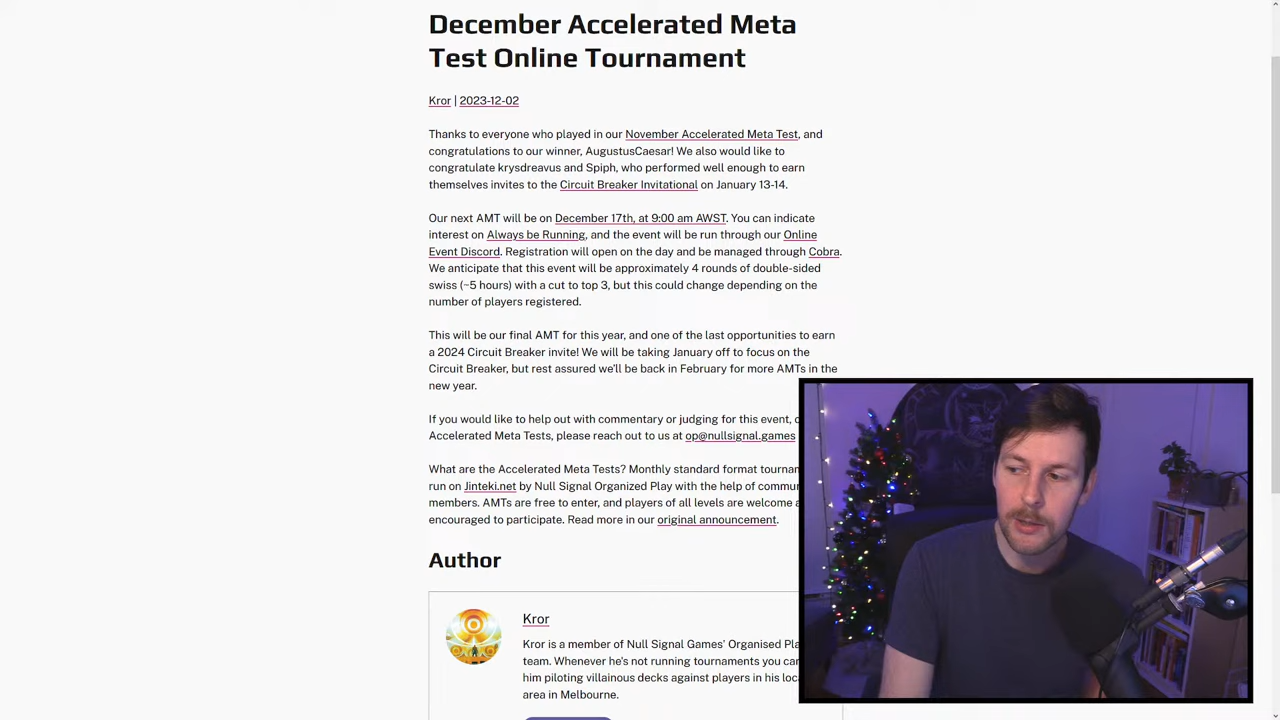 December Accelerated Meta
Test Online Tournament
Kror | 2023-12-02
Thanks to everyone who played in our November Accelerated Meta Test, and
congratulations to our winner, AugustusCaesar! We also would like to
congratulate krysdreavus and Spiph, who performed well enough to earn
themselves invites to the Circuit Breaker Invitational on January 13-14.
Our next AMT will be on December 17th, at 9:00 am AWST. You can indicate
interest on Always be Running, and the event will be run through our Online
Event Discord. Registration will open on the day and be managed through Cobra.
We anticipate that this event will be approximately 4 rounds of double-sided
swiss (~5 hours) with a cut to top 3, but this could change depending on the
number of players registered.
This will be our final AMT for this year, and one of the last opportunities to earn
a 2024 Circuit Breaker invite! We will be taking January off to focus on the
Circuit Breaker, but rest assured we'll be back in February for more AMTs in the
new year.
If you would like to help out with commentary or judging for this event,
Accelerated Meta Tests, please reach out to us at op@nullsignal.games
What are the Accelerated Meta Tests? Monthly standard format
run on Jinteki.net by Null Signal Organized Play with the help of
members. AMTs are free to enter, and players of all levels are welcome
encouraged to participate. Read more in our original announcement.
Author
Kror
Kror is a member of Null Signal Games' Organised
team. Whenever he's not running tournaments you
him piloting villainous decks against players in his
area in Melbourne.